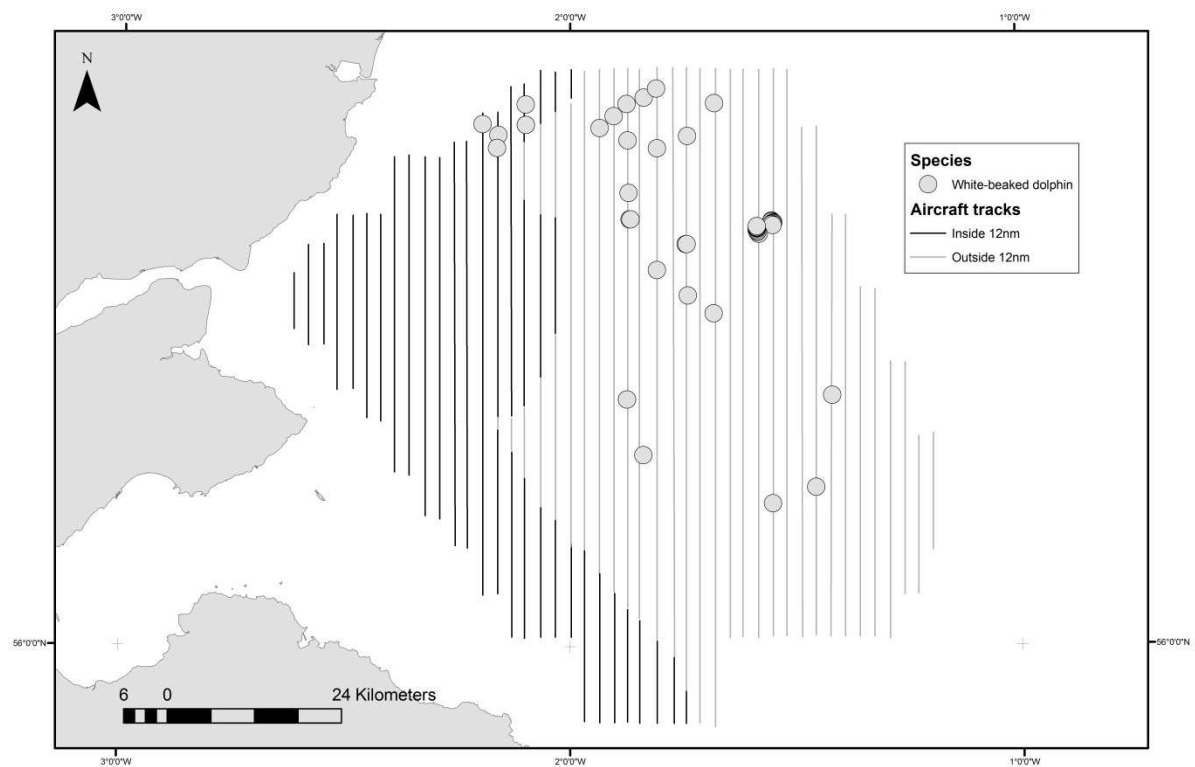 3°0'0"W 2°0'0"W 1°0'0"W
N
Species
White-beaked dolphin
Aircraft tracks
Inside 12nm
Outside 12nm
56°0'0"N 56°0'0"N
6 0 24 Kilometers
3°0'0"W 2°0'0"W 1°0'0"W